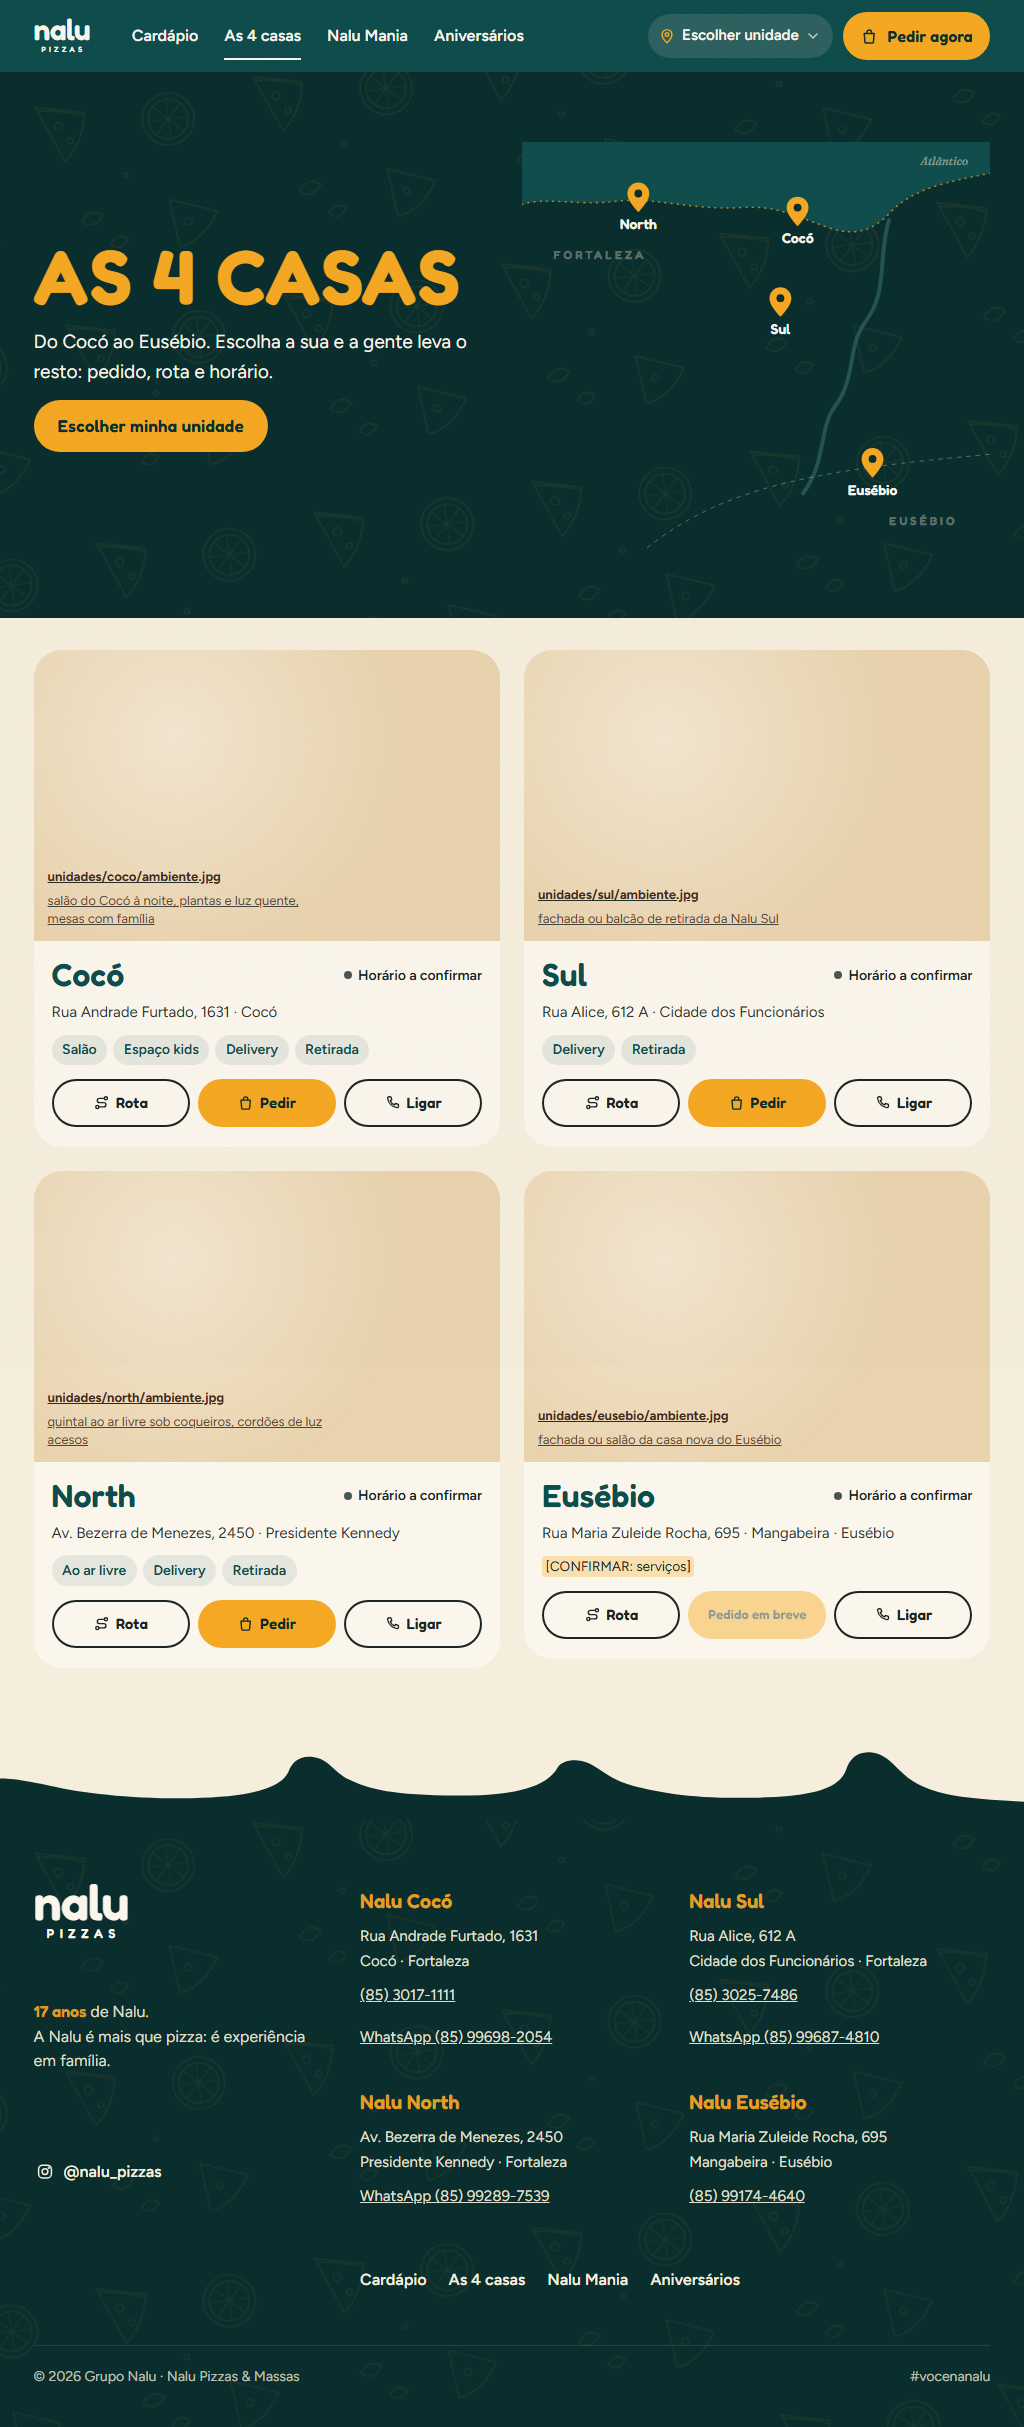 nalu
PIZZAS
Cardápio
As 4 casas
Nalu Mania
Aniversários
Escolher unidade
Pedir agora
AS 4 CASAS
Do Cocó ao Eusébio. Escolha a sua e a gente leva o
resto: pedido, rota e horário.
Escolher minha unidade
Atlântico
North
Cocó
FORTALEZA
Sul
Eusébio
EUSÉBIO
unidades/coco/ambiente.jpg
salão do Cocó à noite, plantas e luz quente,
mesas com família
Cocó
Horário a confirmar
Rua Andrade Furtado, 1631 · Cocó
Salão
Espaço kids
Delivery
Retirada
Rota
Pedir
Ligar
unidades/sul/ambiente.jpg
fachada ou balcão de retirada da Nalu Sul
Sul
Horário a confirmar
Rua Alice, 612 A · Cidade dos Funcionários
Delivery
Retirada
Rota
Pedir
Ligar
unidades/north/ambiente.jpg
quintal ao ar livre sob coqueiros, cordões de luz
acesos
North
Horário a confirmar
Av. Bezerra de Menezes, 2450 · Presidente Kennedy
Ao ar livre
Delivery
Retirada
Rota
Pedir
Ligar
unidades/eusebio/ambiente.jpg
fachada ou salão da casa nova do Eusébio
Eusébio
Horário a confirmar
Rua Maria Zuleide Rocha, 695 · Mangabeira · Eusébio
[CONFIRMAR: serviços]
Rota
Pedido em breve
Ligar
nalu
PIZZAS
17 anos de Nalu.
A Nalu é mais que pizza: é experiência
em família.
@nalu_pizzas
Nalu Cocó
Rua Andrade Furtado, 1631
Cocó · Fortaleza
(85) 3017-1111
WhatsApp (85) 99698-2054
Nalu Sul
Rua Alice, 612 A
Cidade dos Funcionários · Fortaleza
(85) 3025-7486
WhatsApp (85) 99687-4810
Nalu North
Av. Bezerra de Menezes, 2450
Presidente Kennedy · Fortaleza
WhatsApp (85) 99289-7539
Nalu Eusébio
Rua Maria Zuleide Rocha, 695
Mangabeira · Eusébio
(85) 99174-4640
Cardápio
As 4 casas
Nalu Mania
Aniversários
© 2026 Grupo Nalu · Nalu Pizzas & Massas
#vocenanalu